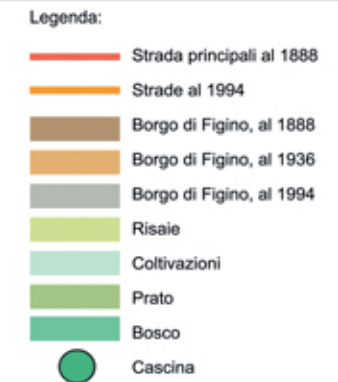 Legenda:
Strada principali al 1888
Strade al 1994
Borgo di Figino, al 1888
Borgo di Figino, al 1936
Borgo di Figino, al 1994
Risaie
Coltivazioni
Prato
Bosco
Cascina